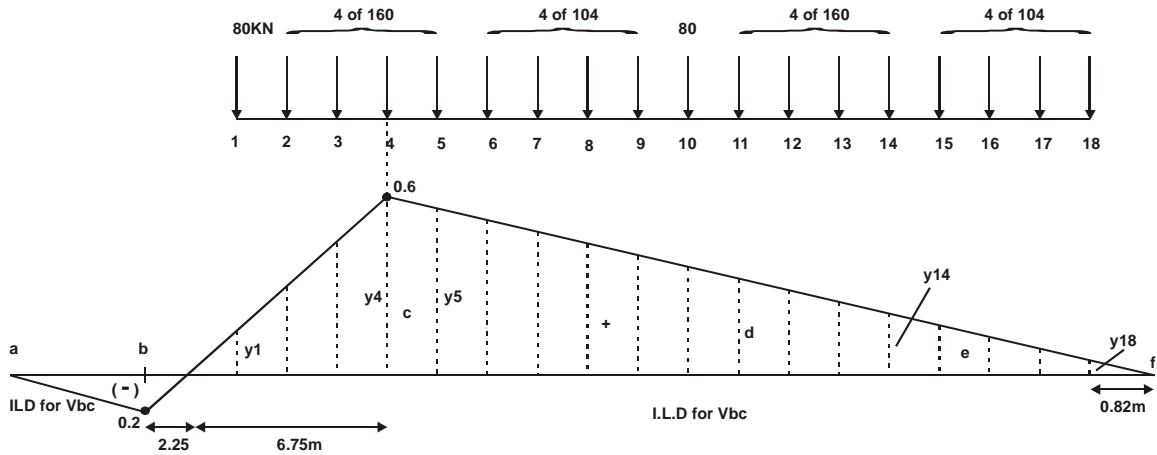 4 of 160 4 of 104 4 of 160 4 of 104
80KN 80
1 2 3 4 5 6 7 8 9 10 11 12 13 14 15 16 17 18
0.6
y14
y4 y5
c
+
d
y1
e
y18
a b f
(-)
ILD for Vbc
0.2
I.L.D for Vbc
0.82m
2.25 6.75m